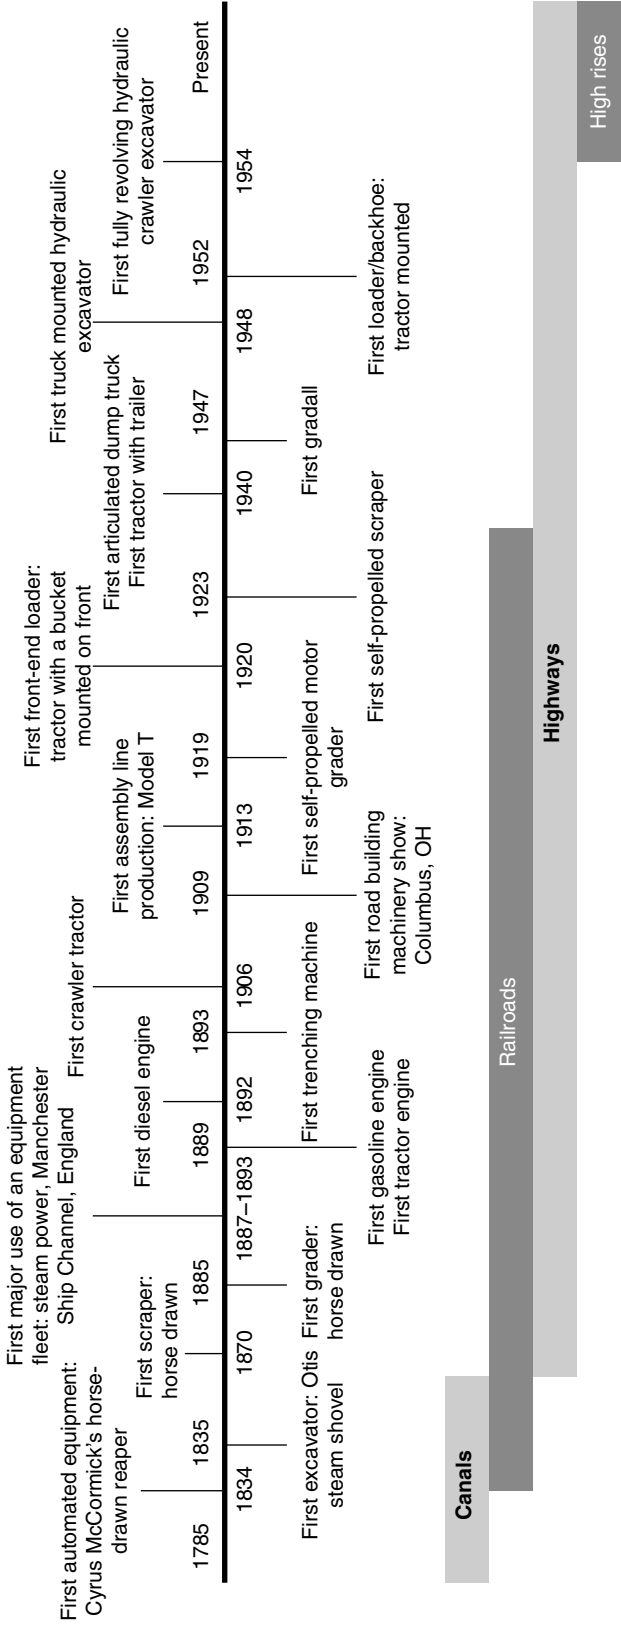 First automated equipment:
Cyrus McCormick's horse-
drawn reaper
First major use of an equipment
fleet: steam power, Manchester
Ship Channel, England
First scraper:
horse drawn
First diesel engine
First crawler tractor
First assembly line
production: Model T
First front-end loader:
tractor with a bucket
mounted on front
First articulated dump truck
First tractor with trailer
First truck mounted hydraulic
excavator
First fully revolving hydraulic
crawler excavator
1785
1834
1835
1870
1885
1887–1893
1889
1892
1893
1906
1909
1913
1919
1920
1923
1940
1947
1948
1952
1954
Present
First excavator: Otis
steam shovel
First grader:
horse drawn
First gasoline engine
First tractor engine
First trenching machine
First road building
machinery show:
Columbus, OH
First self-propelled motor
grader
First self-propelled scraper
First gradall
First loader/backhoe:
tractor mounted
Canals
Railroads
Highways
High rises